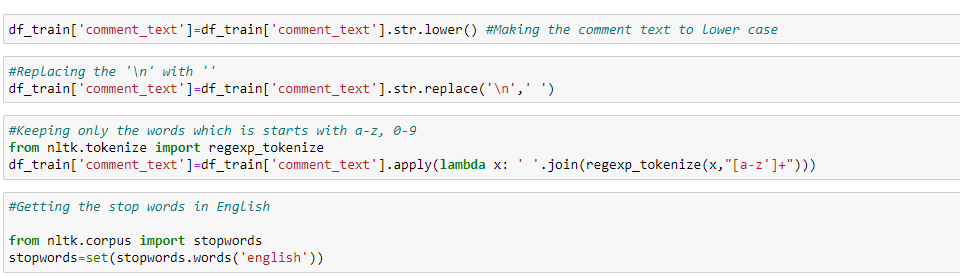 df_train['comment_text']=df_train['comment_text'].str.lower() #Making the comment text to lower case
#Replacing the '\n' with ''
df_train['comment_text']=df_train['comment_text'].str.replace('\n',' ')
#Keeping only the words which is starts with a-z, 0-9
from nltk.tokenize import regexp_tokenize
df_train['comment_text']=df_train['comment_text'].apply(lambda x: ' '.join(regexp_tokenize(x,"[a-z']+")))
#Getting the stop words in English
from nltk.corpus import stopwords
stopwords=set(stopwords.words('english'))